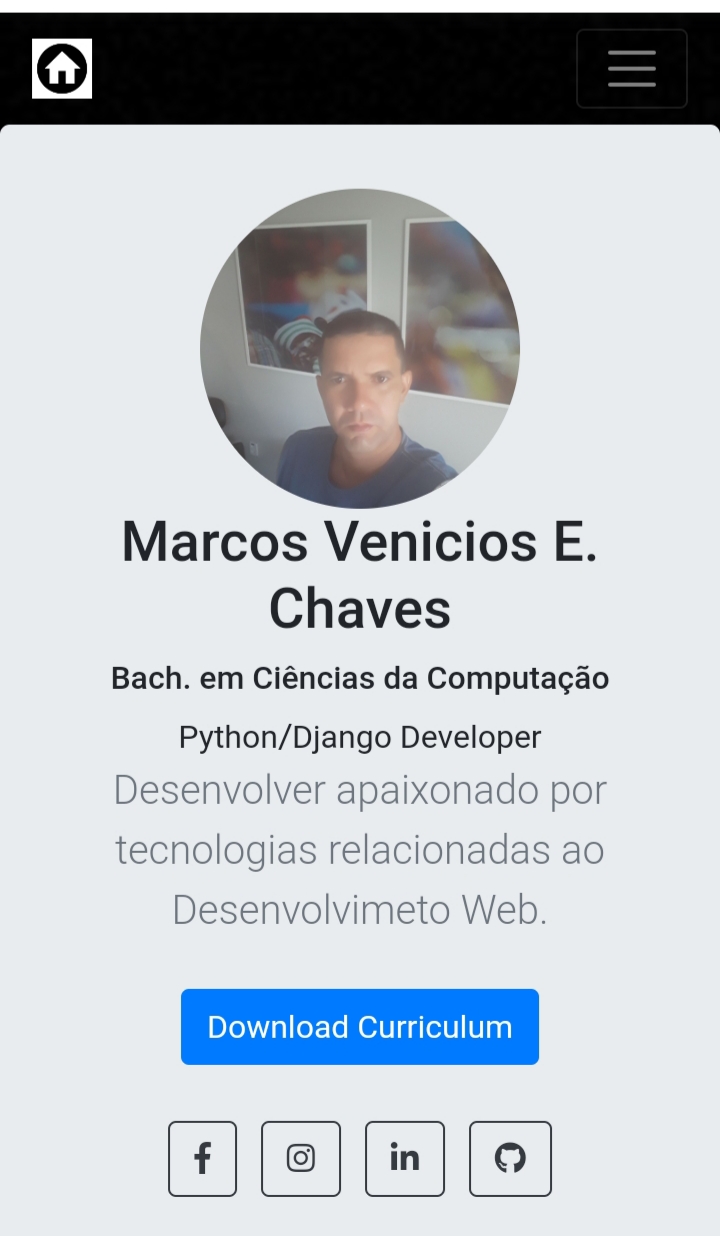 Marcos Venicios E.
Chaves
Bach. em Ciências da Computação
Python/Django Developer
Desenvolver apaixonado por
tecnologias relacionadas ao
Desenvolvimeto Web.
Download Curriculum